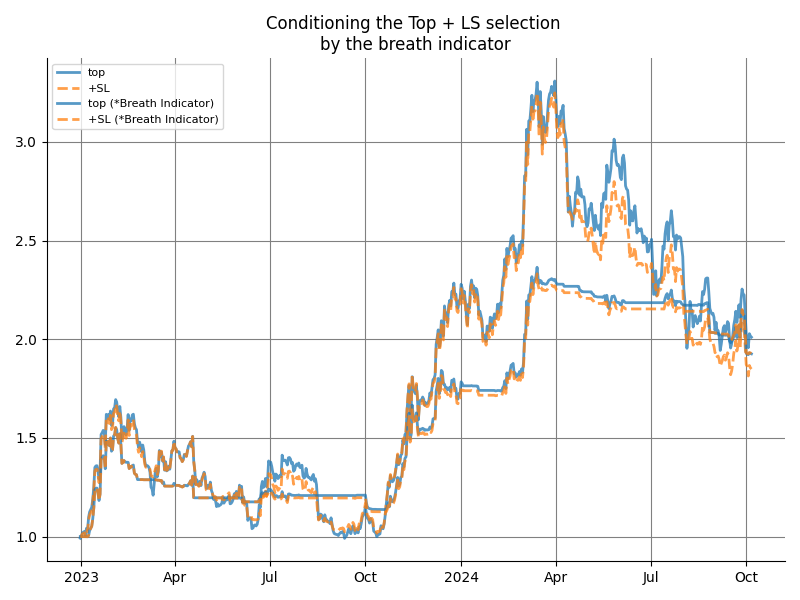 Conditioning the Top + LS selection
by the breath indicator
top
+SL
top (*Breath Indicator)
+SL (*Breath Indicator)
3.0
2.5
2.0
1.5
1.0
2023 Apr Jul Oct 2024 Apr Jul Oct